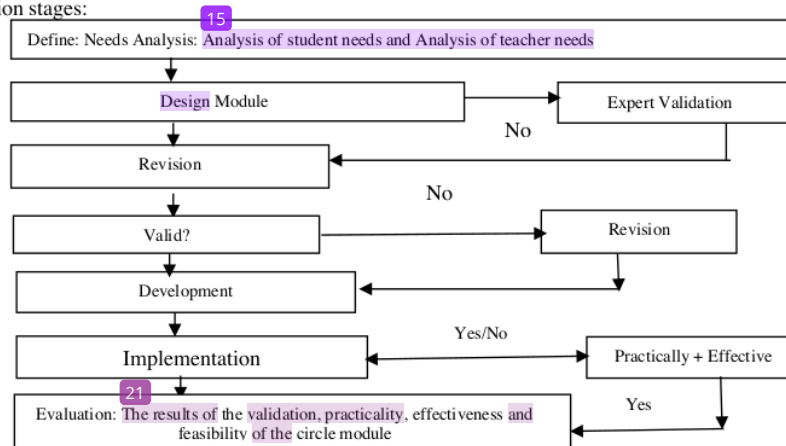 ion stages:
15
Define: Needs Analysis: Analysis of student needs and Analysis of teacher needs
Design Module
Expert Validation
No
Revision
No
Valid?
Revision
Development
Yes/No
Implementation
Practically + Effective
21
Yes
Evaluation: The results of the validation, practicality, effectiveness and
feasibility of the circle module